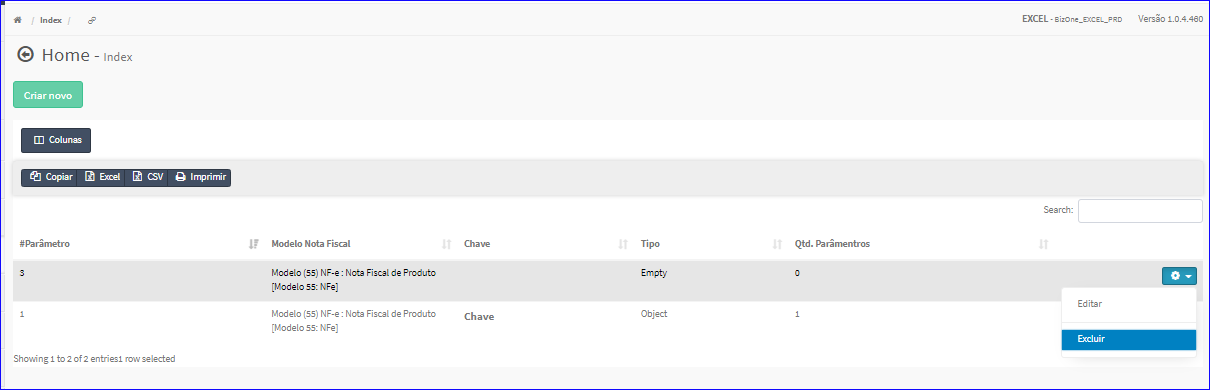 / Index / EXCEL - BizOne_EXCEL_PRD Versão 1.0.4.460
Home - Index
Criar novo
Colunas
Copiar Excel CSV Imprimir
Search:
#Parâmetro Modelo Nota Fiscal Chave Tipo Qtd. Parâmentros
3 Modelo (55) NF-e : Nota Fiscal de Produto Empty 0
[Modelo 55: NFe]
Editar
1 Modelo (55) NF-e : Nota Fiscal de Produto Chave Object 1
[Modelo 55: NFe]
Excluir
Showing 1 to 2 of 2 entries1 row selected